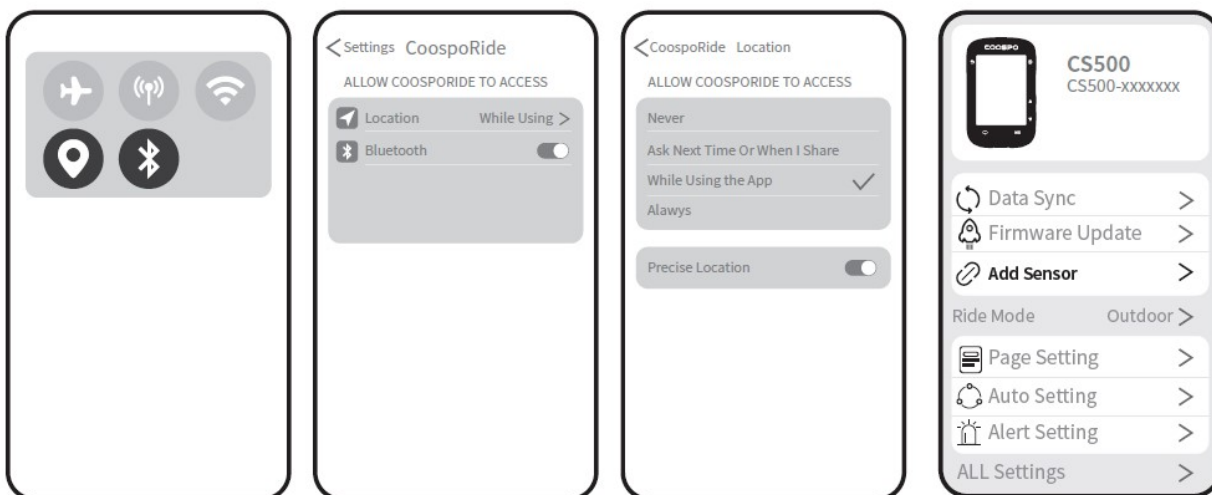 Settings CoospoRide
ALLOW COOSPORIDE TO ACCESS
Location While Using >
Bluetooth
CoospoRide Location
ALLOW COOSPORIDE TO ACCESS
Never
Ask Next Time Or When I Share
While Using the App
Alawys
Precise Location
COOSPO
CS500
CS500-xxxxxxx
Data Sync >
Firmware Update >
Add Sensor >
Ride Mode Outdoor >
Page Setting >
Auto Setting >
Alert Setting >
ALL Settings >